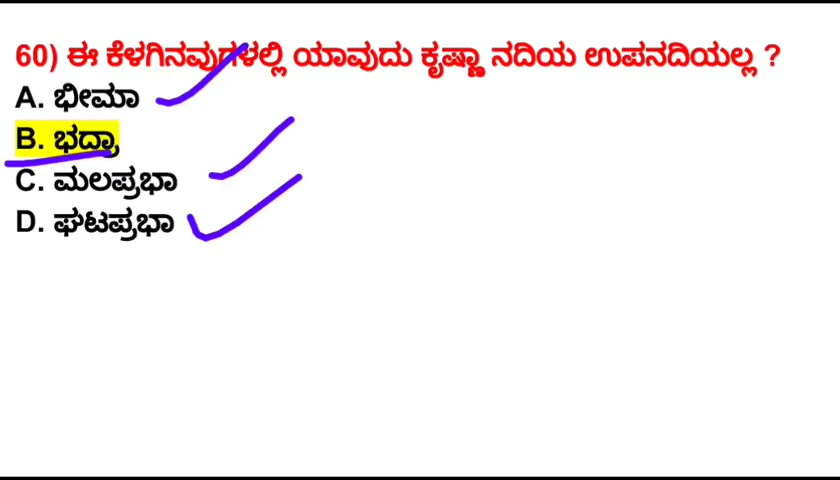 60) ಈ ಕೆಳಗಿನವುಗಳಲ್ಲಿ ಯಾವುದು ಕೃಷ್ಣಾ ನದಿಯ ಉಪನದಿಯಲ್ಲ ?
A. ಭೀಮಾ
B. ಭದ್ರಾ
C. ಮಲಪ್ರಭಾ
D. ಘಟಪ್ರಭಾ